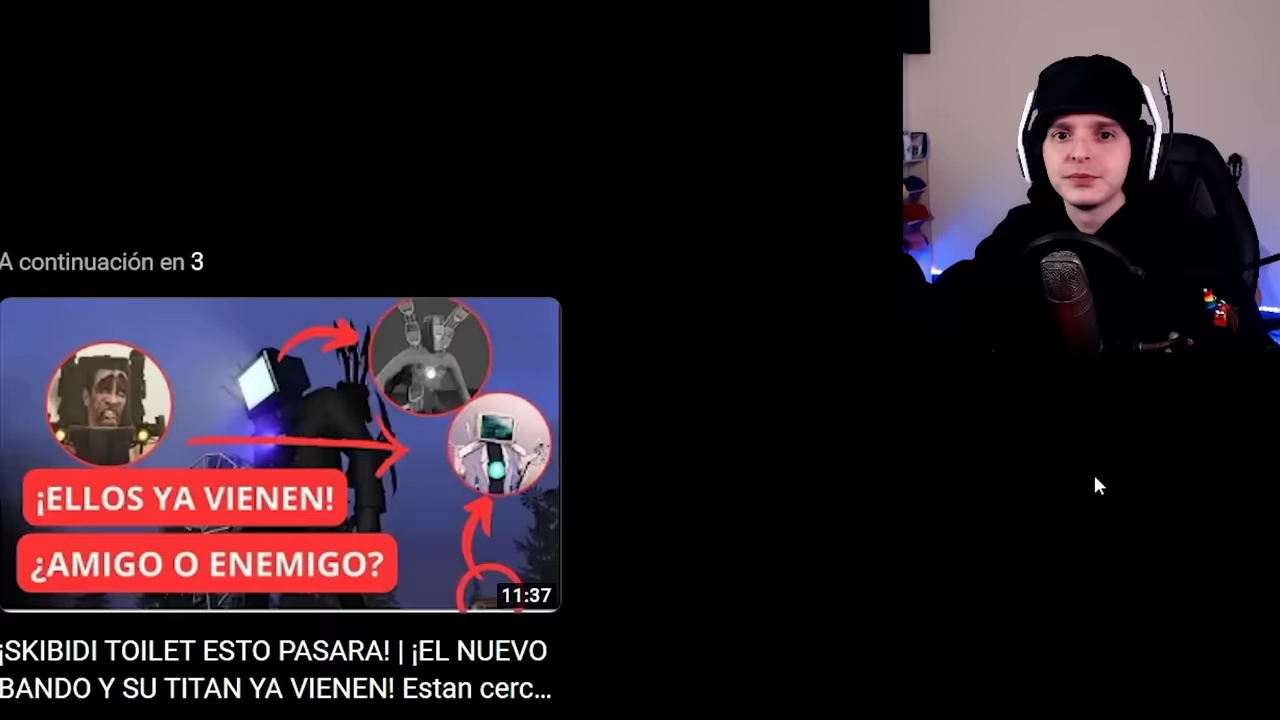 A continuación en 3
¡ELLOS YA VIENEN!
¿AMIGO O ENEMIGO?
11:37
¡SKIBIDI TOILET ESTO PASARA! | ¡EL NUEVO
BANDO Y SU TITAN YA VIENEN! Estan cerc...